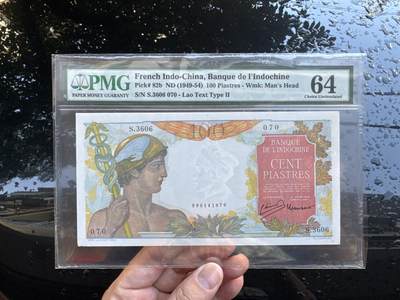 PMG
PAPER MONEY GUARANTY
French Indo-China, Banque de l'Indochine
Pick# 82b ND (1949-54) 100 Piastres - Wmk: Man's Head
S/N S.3606 070 - Lao Text Type II
64
Choice Uncirculated
S.3606
100
070
BANQUE
DE L'INDOCHINE
CENT
PIASTRES
070
S.3606